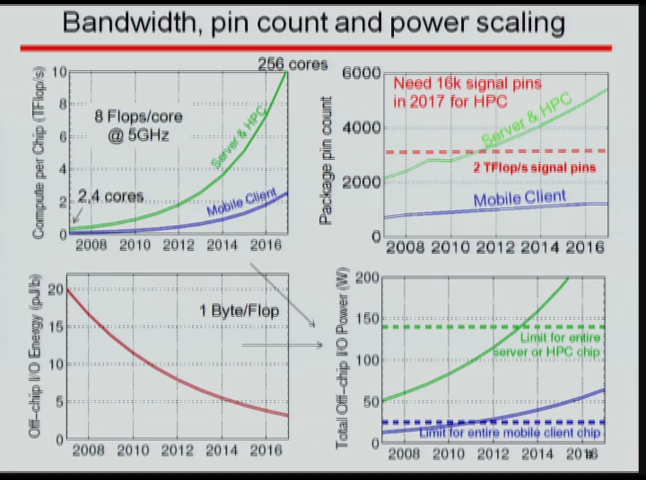 Bandwidth, pin count and power scaling
256 cores
Compute per Chip (TFlop/s)
10
8
6
4
2
0
8 Flops/core
@ 5GHz
Server & HPC
2,4 cores
Mobile Client
2008 2010 2012 2014 2016
Package pin count
6000
4000
2000
0
Need 16k signal pins
in 2017 for HPC
Server & HPC
2 TFlop/s signal pins
Mobile Client
2008 2010 2012 2014 2016
Off-chip I/O Energy (pJ/b)
20
15
10
5
0
1 Byte/Flop
2008 2010 2012 2014 2016
Total Off-chip I/O Power (W)
200
150
100
50
0
Limit for entire
server or HPC chip
Limit for entire mobile client chip
2008 2010 2012 2014